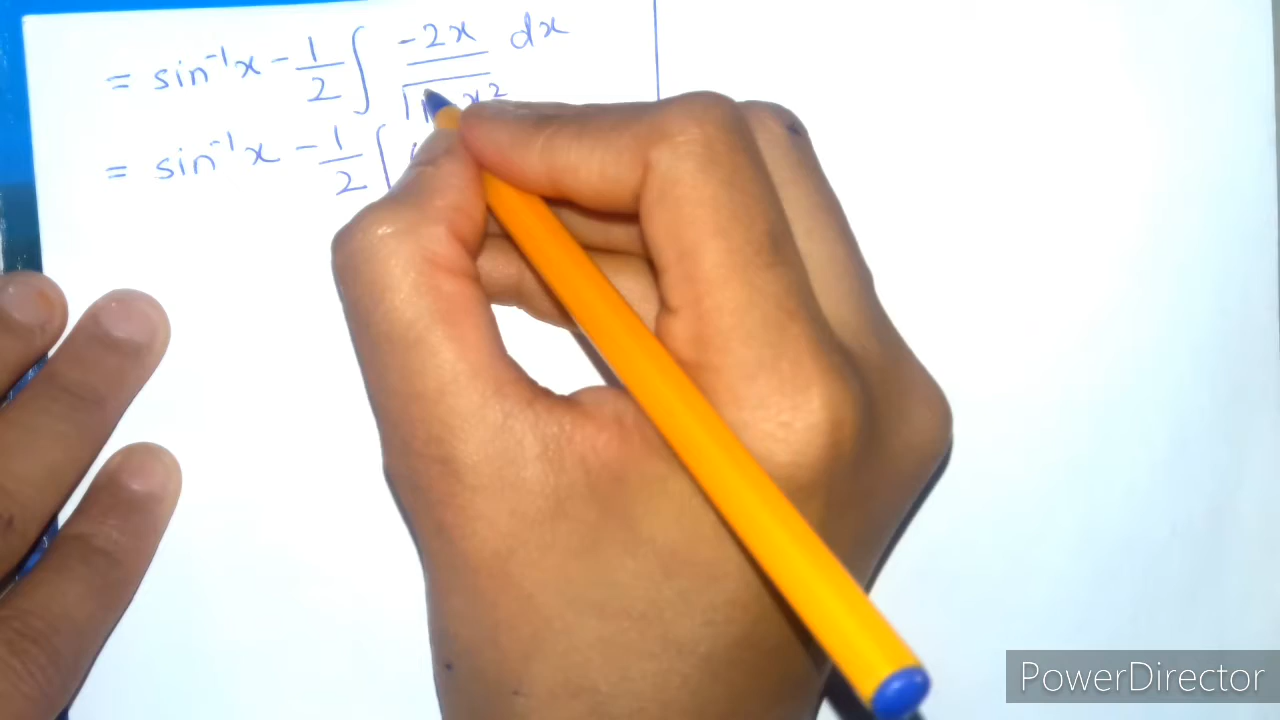 = sin⁻¹x - 1/2 ∫ -2x/√(1-x²) dx
= sin⁻¹x - 1/2 ∫
PowerDirector